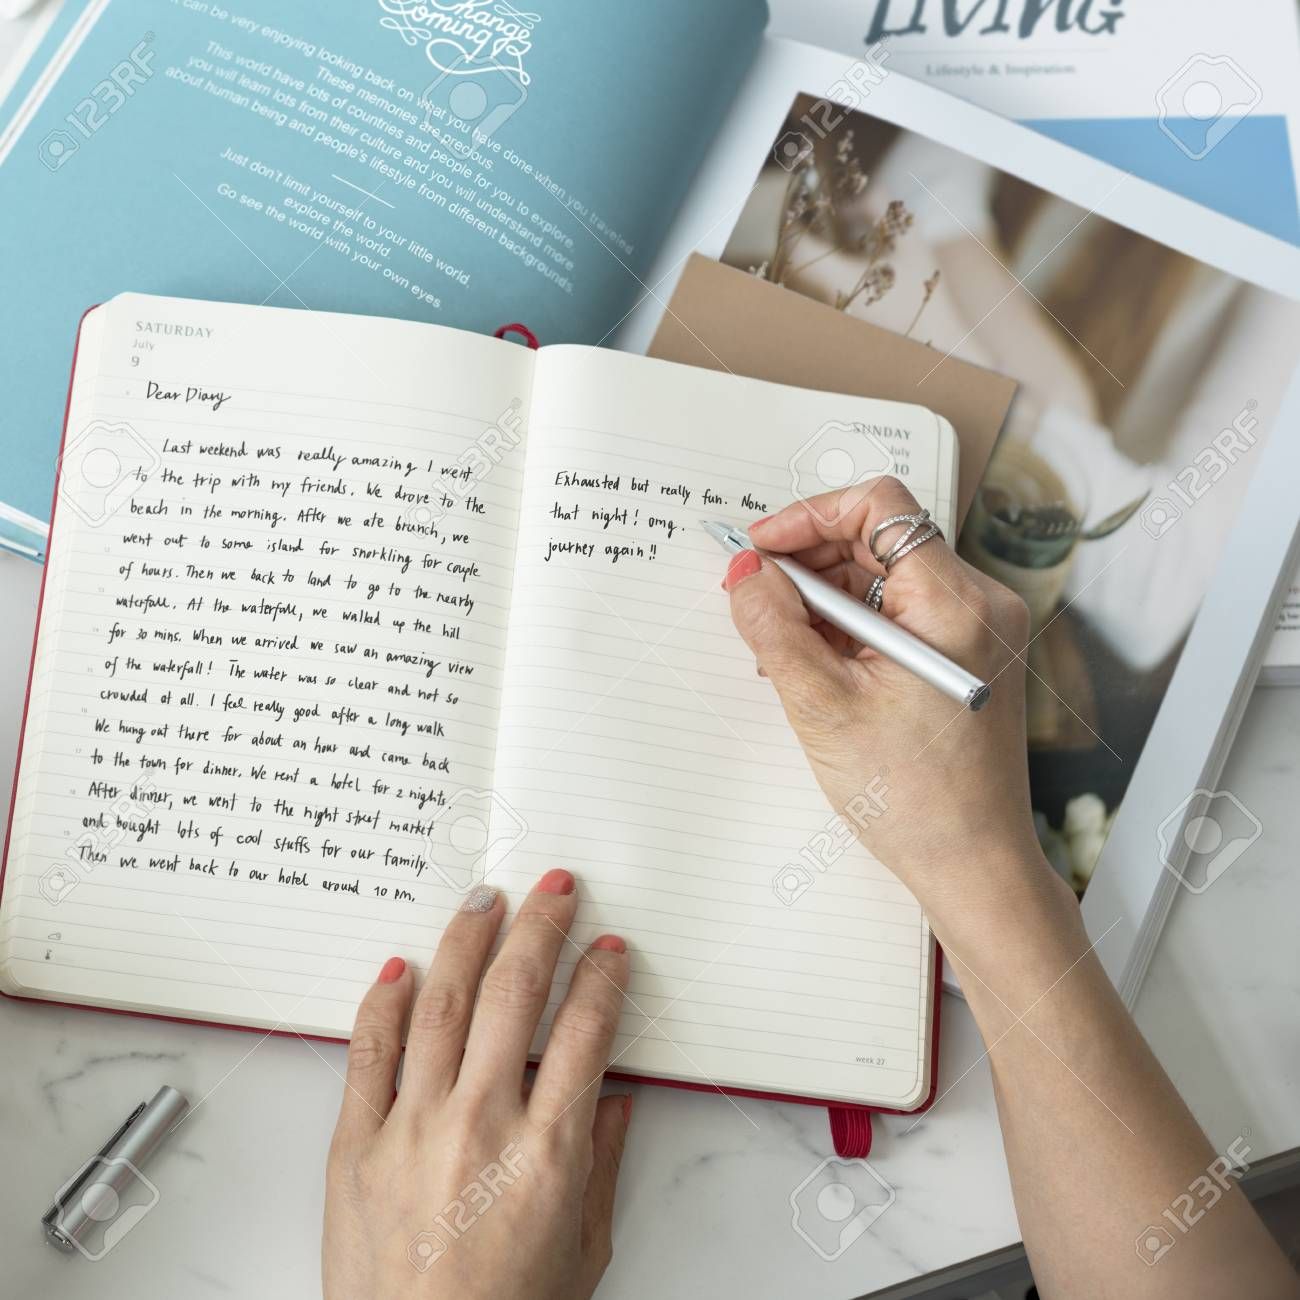 Change
Coming
It can be very enjoying looking back on what you have done when you traveled
These memories are precious.
This world have lots of countries and people for you to explore.
you will learn lots from their culture and you will understand more
about human being and people's lifestyle from different backgrounds.
Just don't limit yourself to your little world.
explore the world.
Go see the world with your own eyes
LIVING
Lifestyle & Inspiration
SATURDAY
July
9
Dear Diary
Last weekend was really amazing I went
to the trip with my friends. We drove to the
beach in the morning. After we ate brunch, we
went out to some island for snorkling for couple
of hours. Then we back to land to go to the nearby
waterfall. At the waterfall, we walked up the hill
for 30 mins. When we arrived we saw an amazing view
of the waterfall! The water was so clear and not so
crowded at all. I feel really good after a long walk
We hung out there for about an hour and came back
to the town for dinner. We rent a hotel for 2 nights.
After dinner, we went to the night street market
and bought lots of cool stuffs for our family.
Then we went back to our hotel around 10 pm.
SUNDAY
July
10
Exhausted but really fun. None
that night! omg.
journey again!!
week 27
123RF